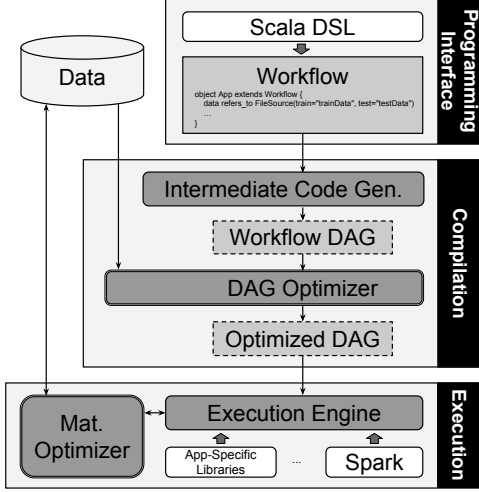 Scala DSL
Workflow
object App extends Workflow {
data refers_to FileSource(train="trainData", test="testData")
...
}
Programming
Interface
Data
Intermediate Code Gen.
Workflow DAG
DAG Optimizer
Optimized DAG
Compilation
Mat.
Optimizer
Execution Engine
App-Specific
Libraries
...
Spark
Execution